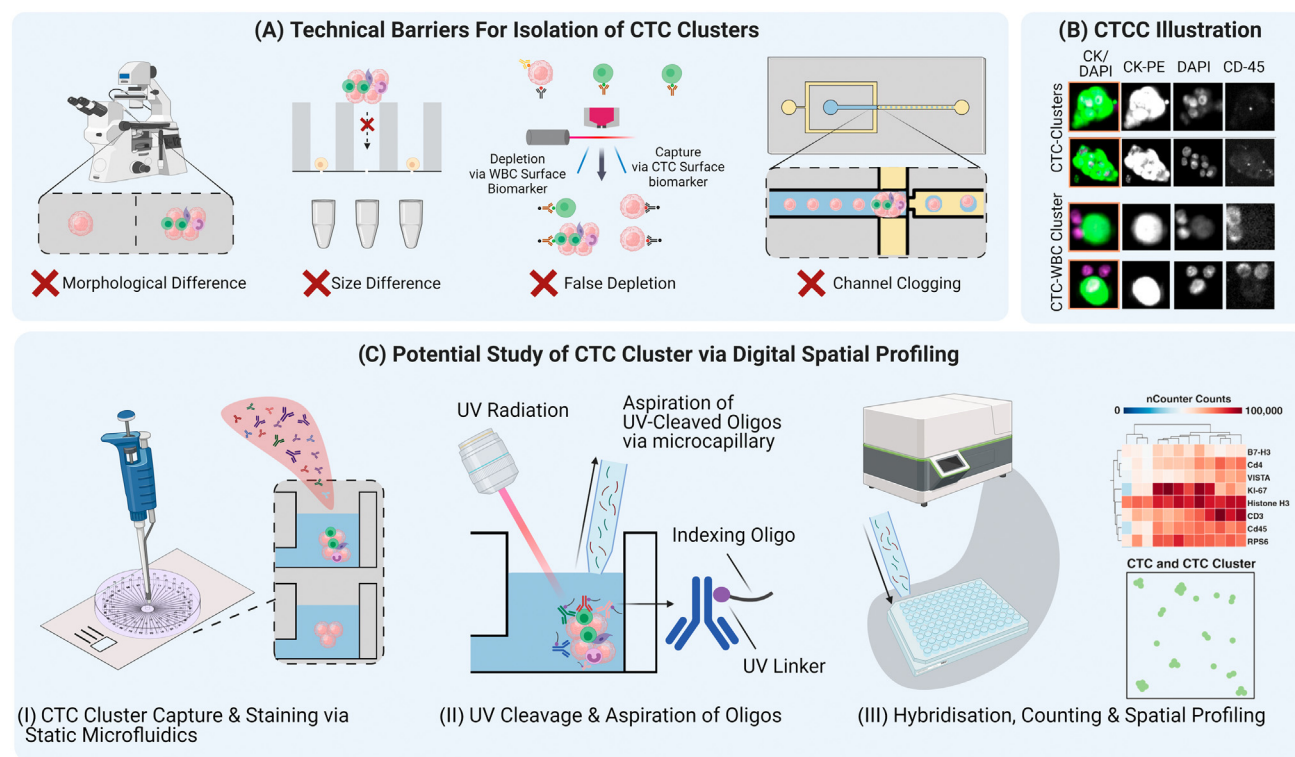 (A) Technical Barriers For Isolation of CTC Clusters
Depletion
via WBC Surface
Biomarker
Capture
via CTC Surface
biomarker
Morphological Difference
Size Difference
False Depletion
Channel Clogging
(B) CTCC Illustration
CK/
DAPI
CK-PE
DAPI
CD-45
CTC-Clusters
CTC-WBC Cluster
(C) Potential Study of CTC Cluster via Digital Spatial Profiling
UV Radiation
Aspiration of
UV-Cleaved Oligos
via microcapillary
Indexing Oligo
UV Linker
nCounter Counts
0
100,000
B7-H3
Cd4
VISTA
KI-67
Histone H3
CD3
Cd45
RPS6
CTC and CTC Cluster
(I) CTC Cluster Capture & Staining via
Static Microfluidics
(II) UV Cleavage & Aspiration of Oligos
(III) Hybridisation, Counting & Spatial Profiling